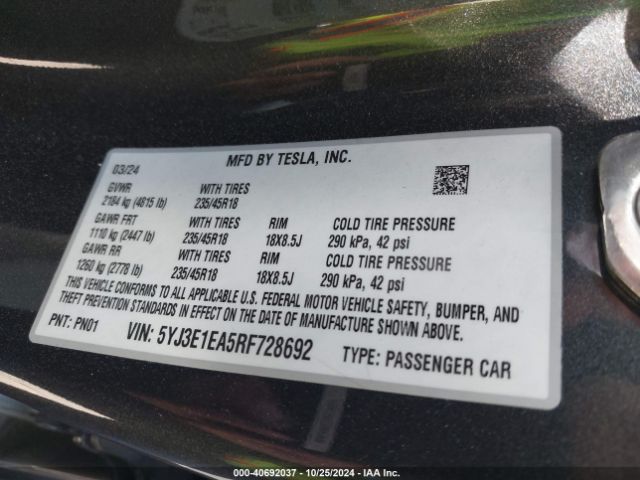 MFD BY TESLA, INC.
03/24
GVWR WITH TIRES
2184 kg (4815 lb) 235/45R18
GAWR FRT WITH TIRES RIM COLD TIRE PRESSURE
1110 kg (2447 lb) 235/45R18 18X8.5J 290 kPa, 42 psi
GAWR RR WITH TIRES RIM COLD TIRE PRESSURE
1260 kg (2778 lb) 235/45R18 18X8.5J 290 kPa, 42 psi
THIS VEHICLE CONFORMS TO ALL APPLICABLE U.S. FEDERAL MOTOR VEHICLE SAFETY, BUMPER, AND
THEFT PREVENTION STANDARDS IN EFFECT ON THE DATE OF MANUFACTURE SHOWN ABOVE.
PNT: PN01 VIN: 5YJ3E1EA5RF728692 TYPE: PASSENGER CAR
000-40692037 - 10/25/2024 - IAA Inc.